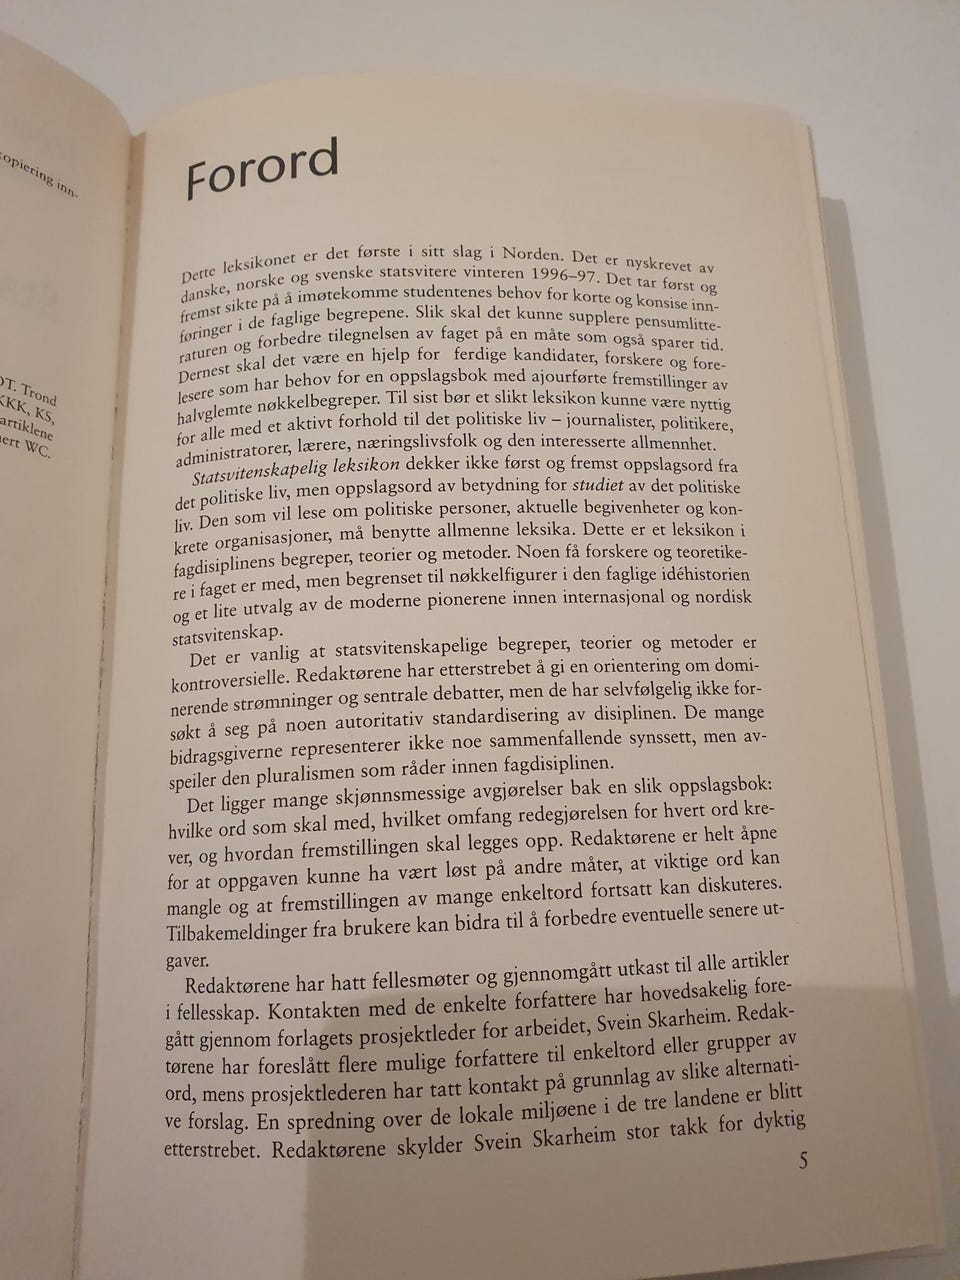 opiering inn-
OT. Trond
KKK, KS,
artiklene
ert WC.
Forord
Dette leksikonet er det første i sitt slag i Norden. Det er nyskrevet av
danske, norske og svenske statsvitere vinteren 1996–97. Det tar først og
fremst sikte på å imøtekomme studentenes behov for korte og konsise inn-
føringer i de faglige begrepene. Slik skal det kunne supplere pensumlitte-
raturen og forbedre tilegnelsen av faget på en måte som også sparer tid.
Dernest skal det være en hjelp for ferdige kandidater, forskere og fore-
lesere som har behov for en oppslagsbok med ajourførte fremstillinger av
halvglemte nøkkelbegreper. Til sist bør et slikt leksikon kunne være nyttig
for alle med et aktivt forhold til det politiske liv – journalister, politikere,
administratorer, lærere, næringslivsfolk og den interesserte allmennhet.
Statsvitenskapelig leksikon dekker ikke først og fremst oppslagsord fra
det politiske liv, men oppslagsord av betydning for studiet av det politiske
liv. Den som vil lese om politiske personer, aktuelle begivenheter og kon-
krete organisasjoner, må benytte allmenne leksika. Dette er et leksikon i
fagdisiplinens begreper, teorier og metoder. Noen få forskere og teoretike-
re i faget er med, men begrenset til nøkkelfigurer i den faglige idéhistorien
og et lite utvalg av de moderne pionerene innen internasjonal og nordisk
statsvitenskap.
Det er vanlig at statsvitenskapelige begreper, teorier og metoder er
kontroversielle. Redaktørene har etterstrebet å gi en orientering om domi-
nerende strømninger og sentrale debatter, men de har selvfølgelig ikke for-
søkt å seg på noen autoritativ standardisering av disiplinen. De mange
bidragsgiverne representerer ikke noe sammenfallende synssett, men av-
speiler den pluralismen som råder innen fagdisiplinen.
Det ligger mange skjønnsmessige avgjørelser bak en slik oppslagsbok:
hvilke ord som skal med, hvilket omfang redegjørelsen for hvert ord kre-
ver, og hvordan fremstillingen skal legges opp. Redaktørene er helt åpne
for at oppgaven kunne ha vært løst på andre måter, at viktige ord kan
mangle og at fremstillingen av mange enkeltord fortsatt kan diskuteres.
Tilbakemeldinger fra brukere kan bidra til å forbedre eventuelle senere ut-
gaver.
Redaktørene har hatt fellesmøter og gjennomgått utkast til alle artikler
i fellesskap. Kontakten med de enkelte forfattere har hovedsakelig fore-
gått gjennom forlagets prosjektleder for arbeidet, Svein Skarheim. Redak-
tørene har foreslått flere mulige forfattere til enkeltord eller grupper av
ord, mens prosjektlederen har tatt kontakt på grunnlag av slike alternati-
ve forslag. En spredning over de lokale miljøene i de tre landene er blitt
etterstrebet. Redaktørene skylder Svein Skarheim stor takk for dyktig
5